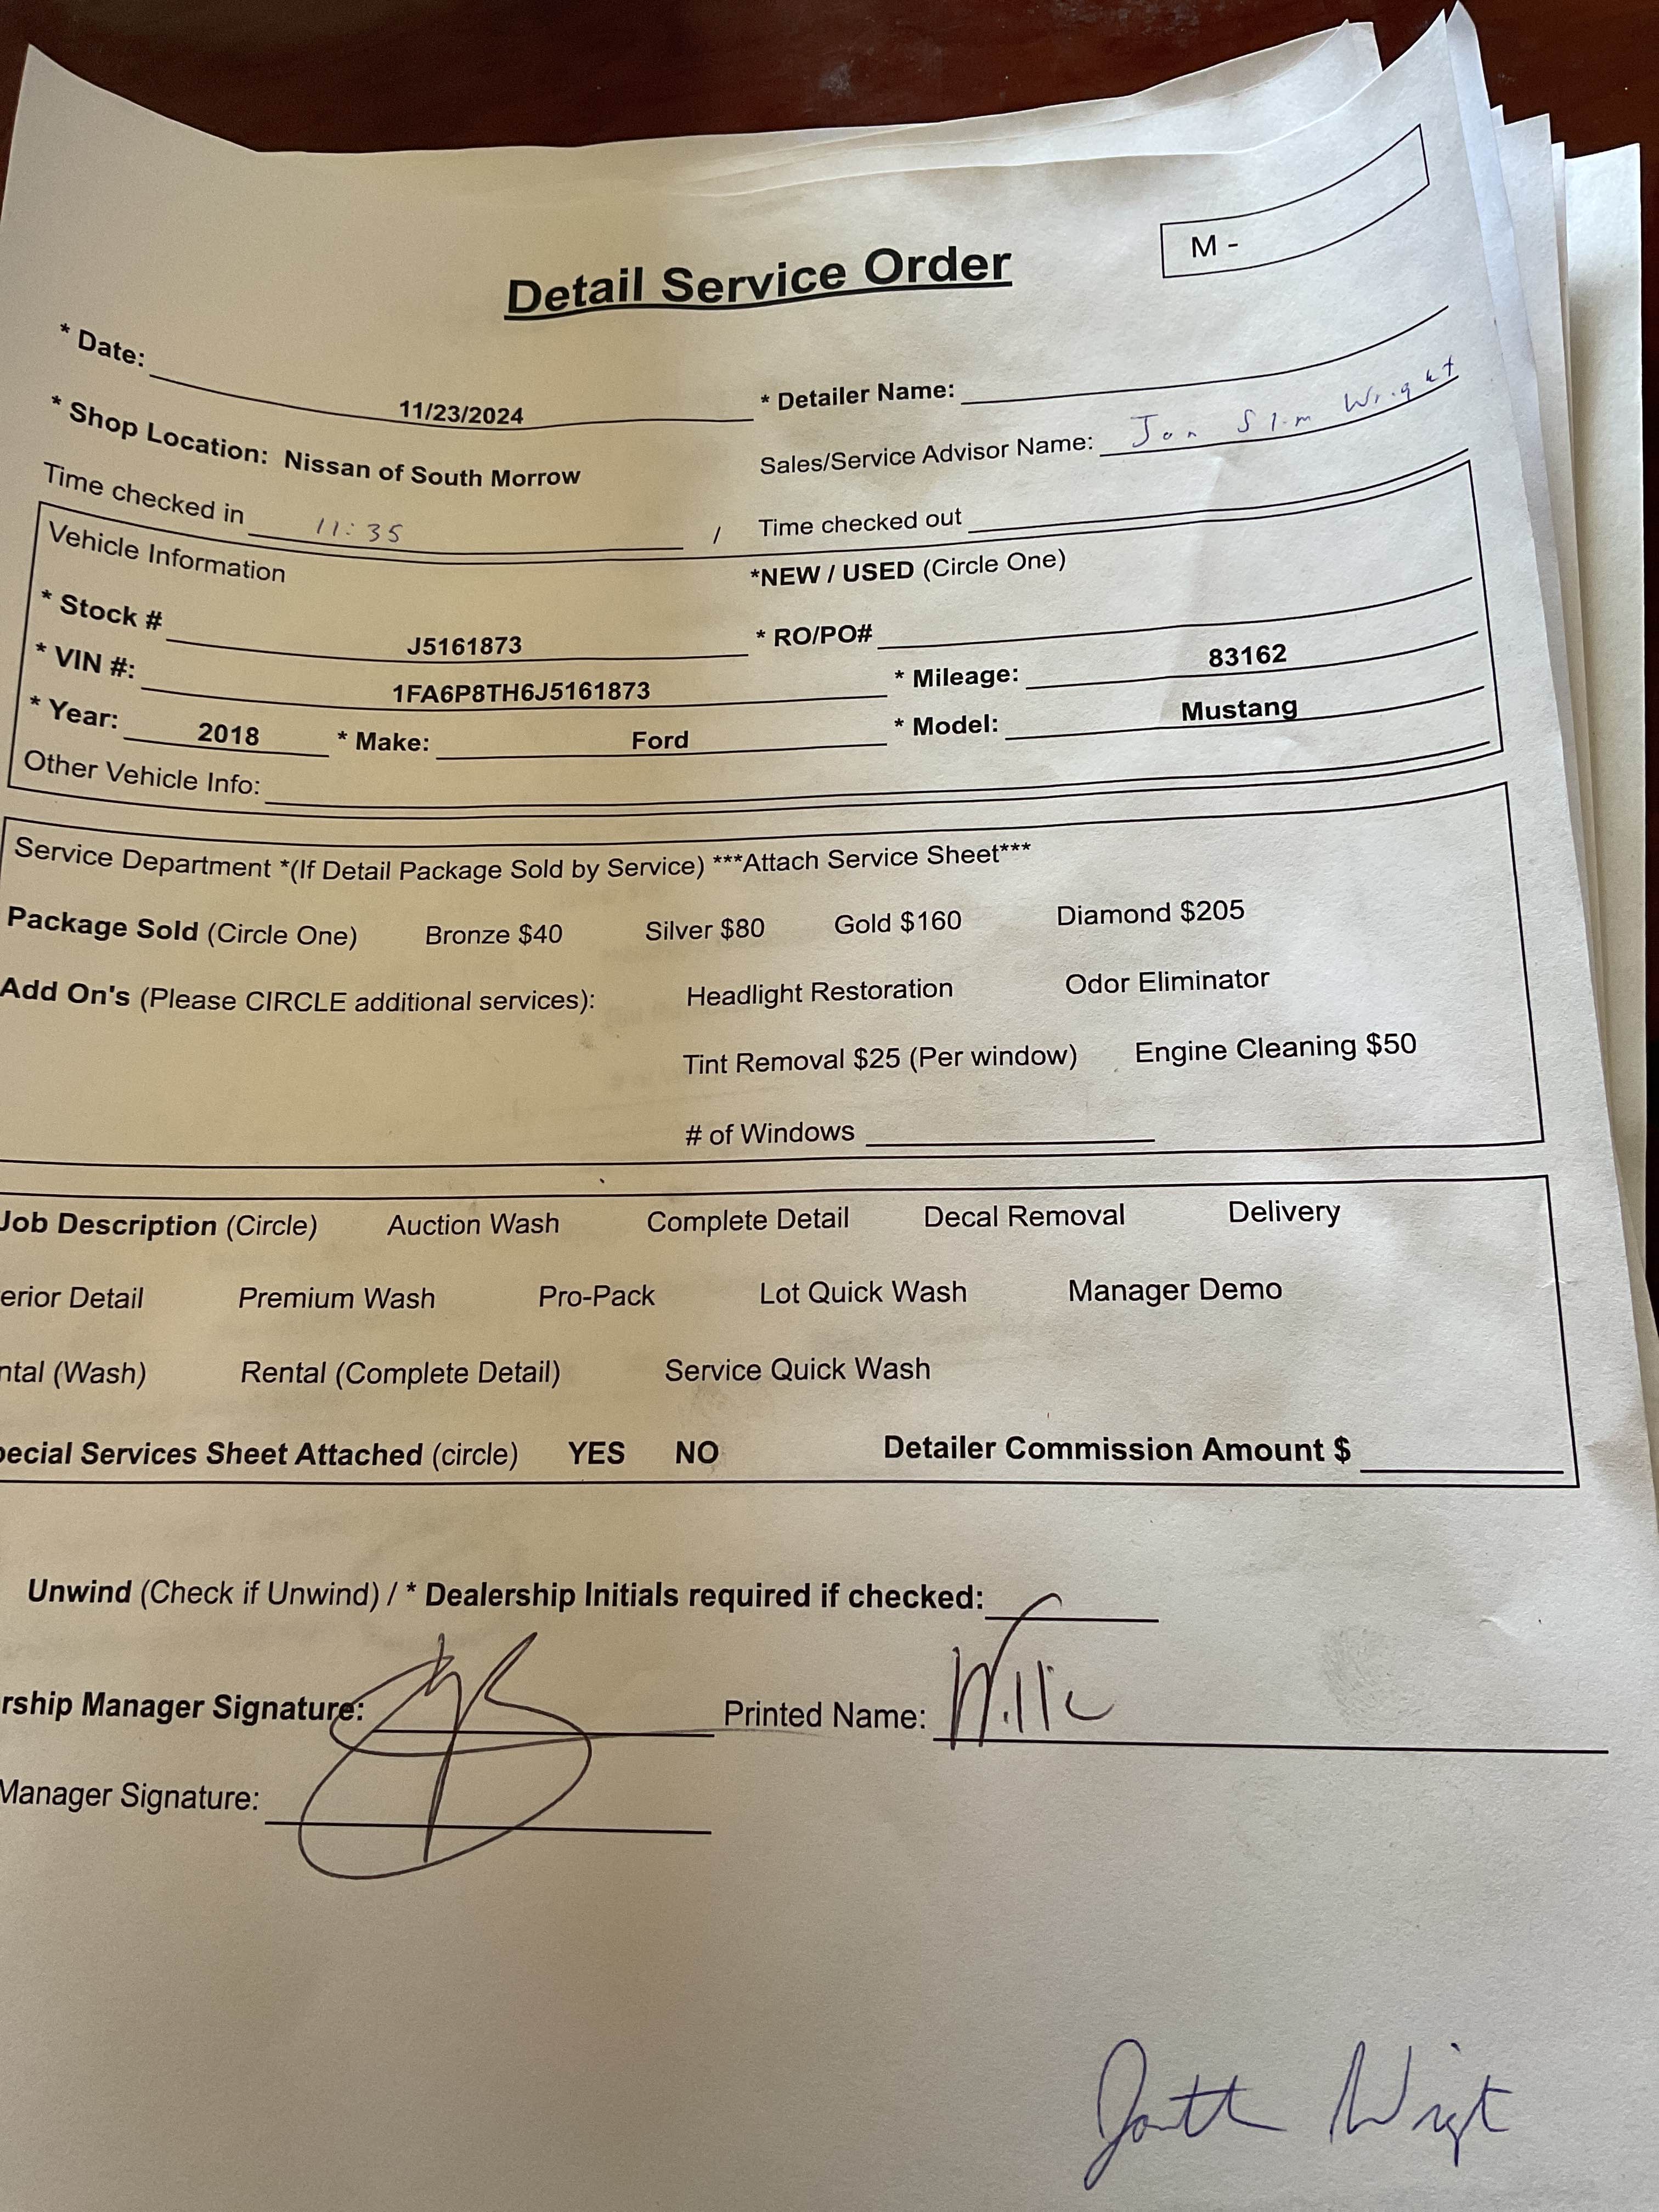 M -
Detail Service Order
* Date: 11/23/2024 * Detailer Name:
* Shop Location: Nissan of South Morrow Sales/Service Advisor Name: Jon Slim Wright
Time checked in 11:35 / Time checked out
Vehicle Information *NEW / USED (Circle One)
* Stock # J5161873 * RO/PO#
* VIN #: 1FA6P8TH6J5161873 * Mileage: 83162
* Year: 2018 * Make: Ford * Model: Mustang
Other Vehicle Info:
Service Department *(If Detail Package Sold by Service) ***Attach Service Sheet***
Package Sold (Circle One) Bronze $40 Silver $80 Gold $160 Diamond $205
Add On's (Please CIRCLE additional services): Headlight Restoration Odor Eliminator
Tint Removal $25 (Per window) Engine Cleaning $50
# of Windows
Job Description (Circle) Auction Wash Complete Detail Decal Removal Delivery
erior Detail Premium Wash Pro-Pack Lot Quick Wash Manager Demo
ntal (Wash) Rental (Complete Detail) Service Quick Wash
pecial Services Sheet Attached (circle) YES NO Detailer Commission Amount $
Unwind (Check if Unwind) / * Dealership Initials required if checked:
rship Manager Signature: Printed Name: Willie
Manager Signature: